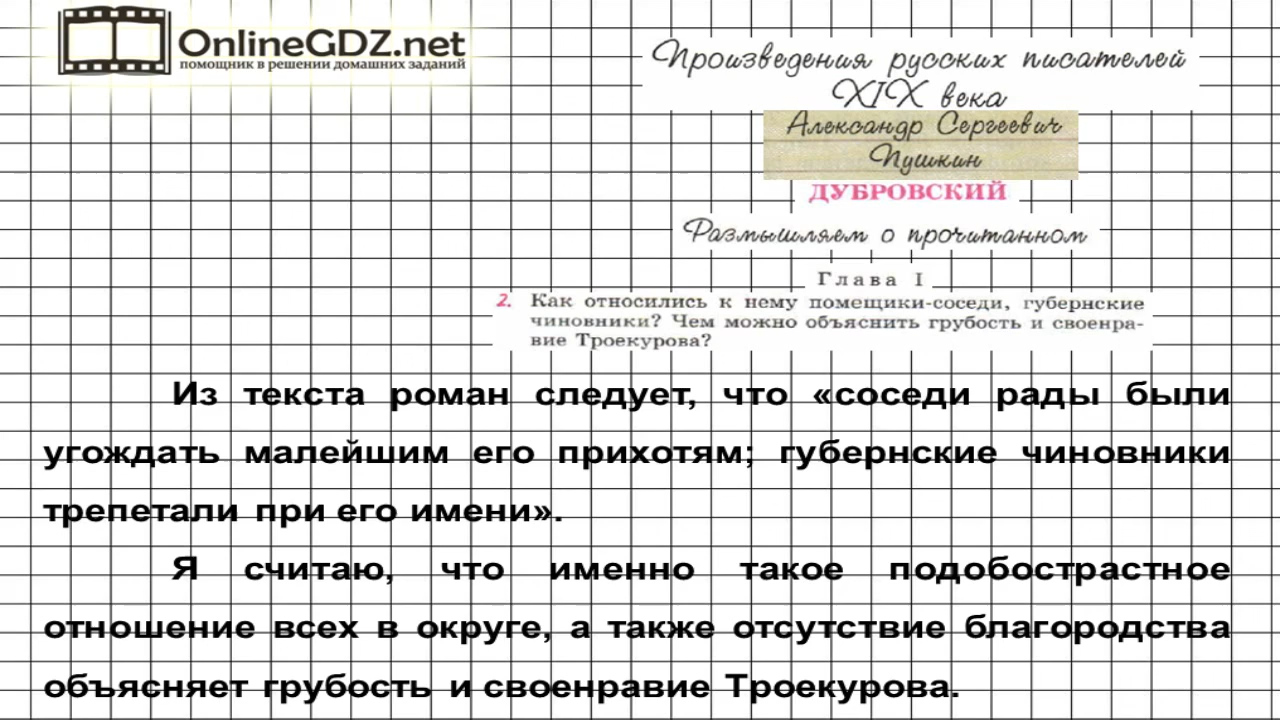 OnlineGDZ.net
помощник в решении домашних заданий
Произведения русских писателей
XIX века
Александр Сергеевич
Пушкин
ДУБРОВСКИЙ
Размышляем о прочитанном
Глава I
2. Как относились к нему помещики-соседи, губернские
чиновники? Чем можно объяснить грубость и своенра-
вие Троекурова?
Из текста роман следует, что «соседи рады были
угождать малейшим его прихотям; губернские чиновники
трепетали при его имени».
Я считаю, что именно такое подобострастное
отношение всех в округе, а также отсутствие благородства
объясняет грубость и своенравие Троекурова.